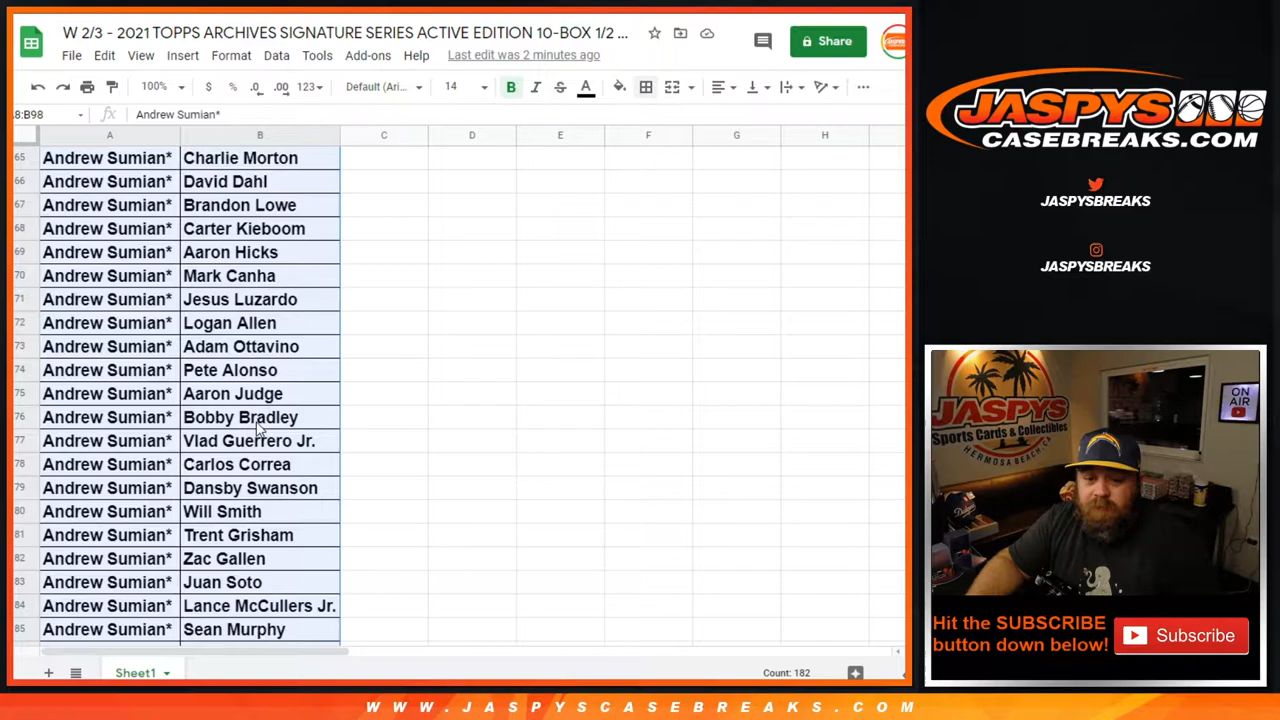 W 2/3 - 2021 TOPPS ARCHIVES SIGNATURE SERIES ACTIVE EDITION 10-BOX 1/2 ...
Share
File Edit View Insert Format Data Tools Add-ons Help Last edit was 2 minutes ago
100% $ % .0 .00 123 Default (Ari... 14 B I S A
8:B98 fx Andrew Sumian*
A B C D E F G H
65 Andrew Sumian* Charlie Morton
66 Andrew Sumian* David Dahl
67 Andrew Sumian* Brandon Lowe
68 Andrew Sumian* Carter Kieboom
69 Andrew Sumian* Aaron Hicks
70 Andrew Sumian* Mark Canha
71 Andrew Sumian* Jesus Luzardo
72 Andrew Sumian* Logan Allen
73 Andrew Sumian* Adam Ottavino
74 Andrew Sumian* Pete Alonso
75 Andrew Sumian* Aaron Judge
76 Andrew Sumian* Bobby Bradley
77 Andrew Sumian* Vlad Guerrero Jr.
78 Andrew Sumian* Carlos Correa
79 Andrew Sumian* Dansby Swanson
80 Andrew Sumian* Will Smith
81 Andrew Sumian* Trent Grisham
82 Andrew Sumian* Zac Gallen
83 Andrew Sumian* Juan Soto
84 Andrew Sumian* Lance McCullers Jr.
85 Andrew Sumian* Sean Murphy
Sheet1
Count: 182
JASPYS
CASEBREAKS.COM
JASPYSBREAKS
JASPYSBREAKS
JASPYS
Sports Cards & Collectibles
HERMOSA BEACH, CA
ON
AIR
Dodgers
Hit the SUBSCRIBE
button down below!
Subscribe
WWW.JASPYSCASEBREAKS.COM